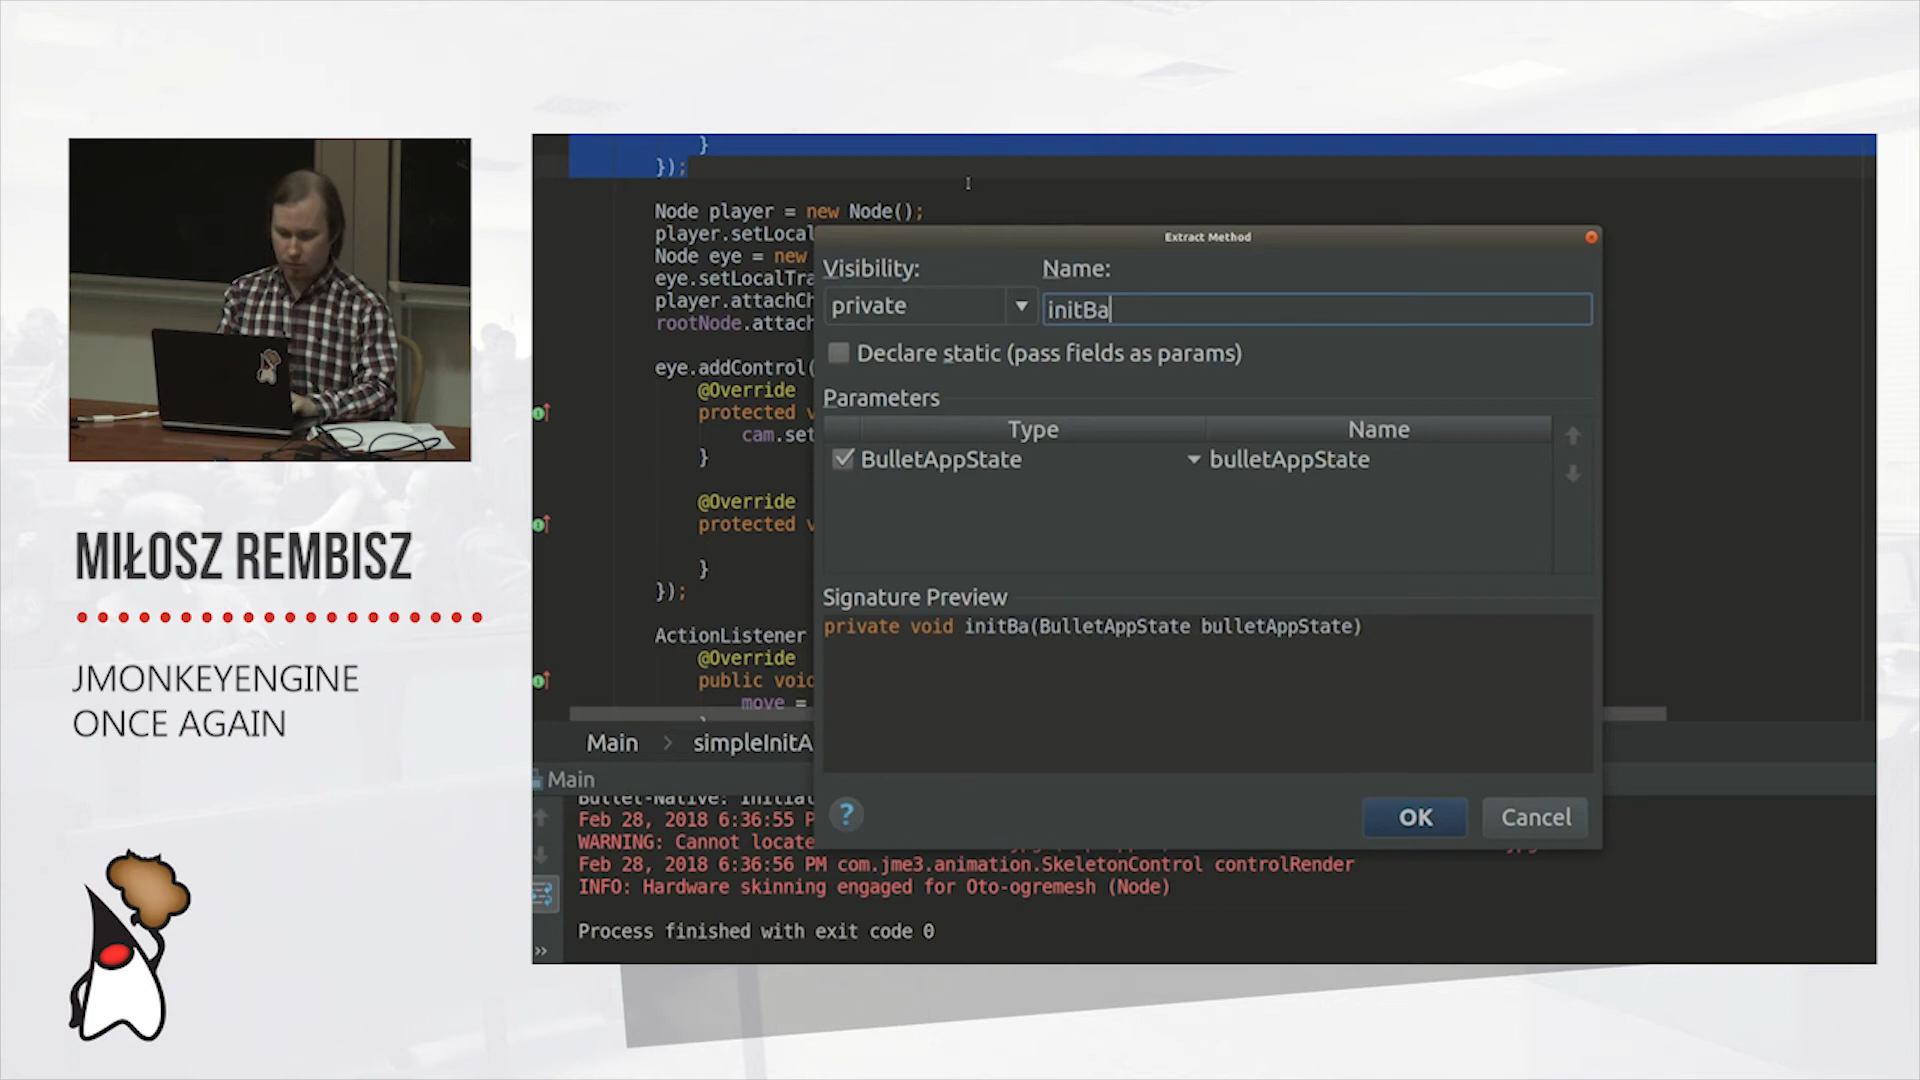 MIŁOSZ REMBISZ
JMONKEYENGINE
ONCE AGAIN
}
});
Node player = new Node();
player.setLocal
Node eye = new
eye.setLocalTra
player.attachCh
rootNode.attach
eye.addControl(
@Override
protected v
cam.set
}
@Override
protected v
}
});
ActionListener
@Override
public void
move =
Main > simpleInitA
Extract Method
Visibility:
Name:
private
initBa
Declare static (pass fields as params)
Parameters
Type
Name
BulletAppState
bulletAppState
Signature Preview
private void initBa(BulletAppState bulletAppState)
?
OK
Cancel
Main
Bullet-Native: Initial
Feb 28, 2018 6:36:55 P
WARNING: Cannot locate
Feb 28, 2018 6:36:56 PM com.jme3.animation.SkeletonControl controlRender
INFO: Hardware skinning engaged for Oto-ogremesh (Node)
Process finished with exit code 0